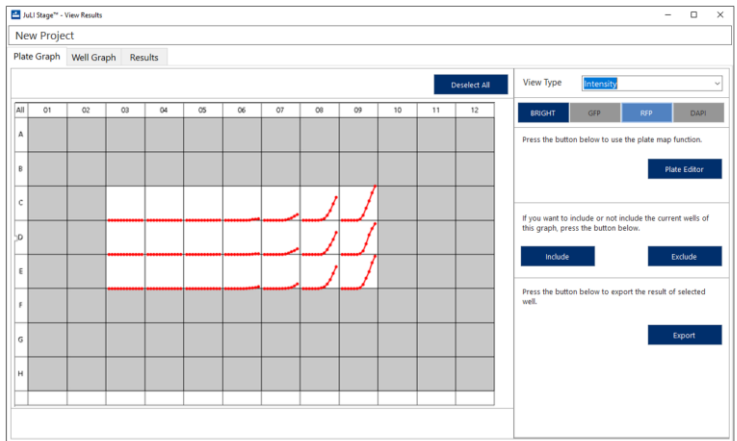 JuLI Stage™ - View Results
New Project
Plate Graph Well Graph Results
Deselect All
All 01 02 03 04 05 06 07 08 09 10 11 12
A
B
C
D
E
F
G
H
View Type Intensity
BRIGHT GFP RFP DAPI
Press the button below to use the plate map function.
Plate Editor
If you want to include or not include the current wells of
this graph, press the button below.
Include Exclude
Press the button below to export the result of selected
well.
Export